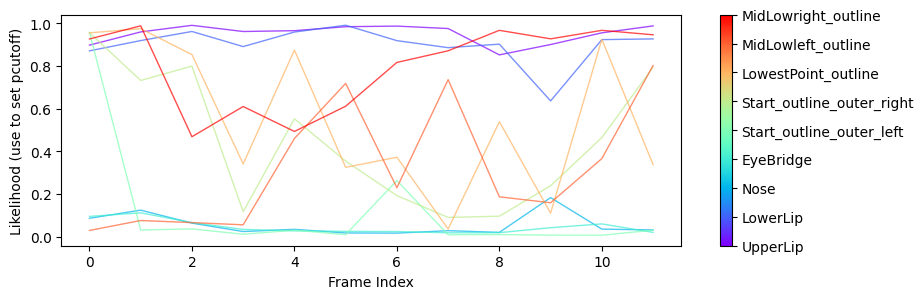 Likelihood (use to set pcutoff)
1.0
0.8
0.6
0.4
0.2
0.0
0 2 4 6 8 10
Frame Index
MidLowright_outline
MidLowleft_outline
LowestPoint_outline
Start_outline_outer_right
Start_outline_outer_left
EyeBridge
Nose
LowerLip
UpperLip